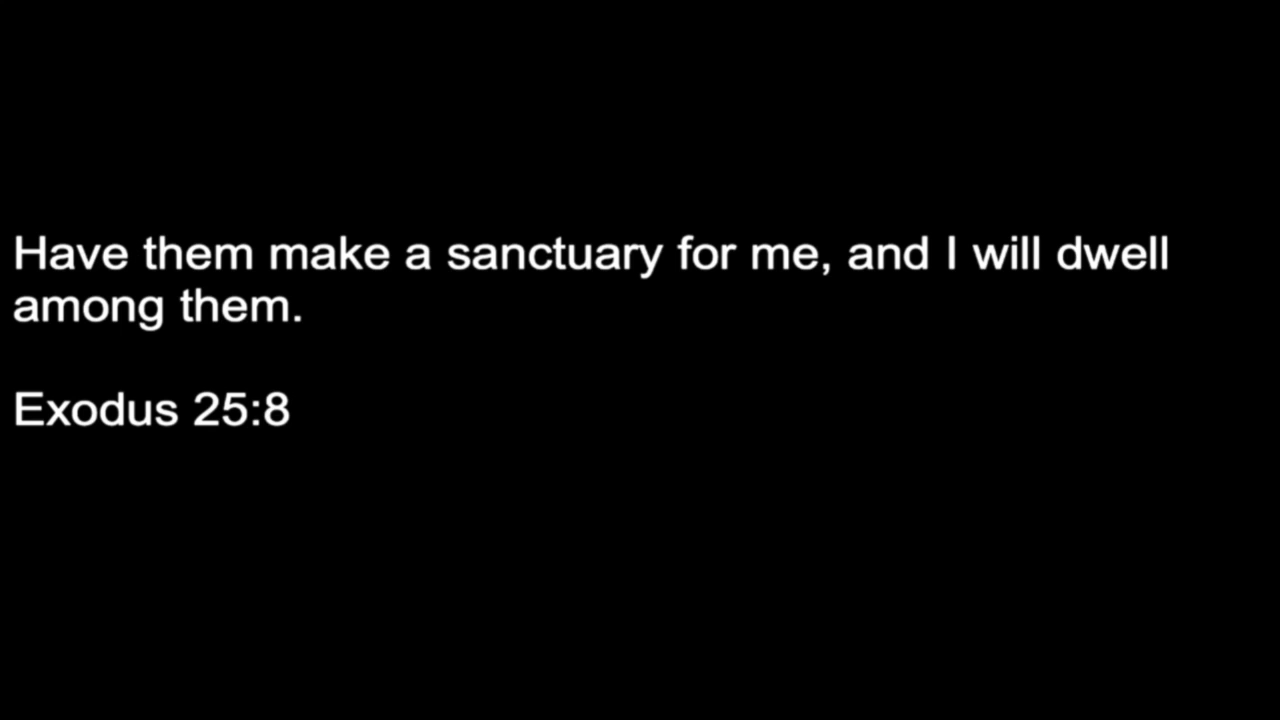 Have them make a sanctuary for me, and I will dwell
among them.
Exodus 25:8